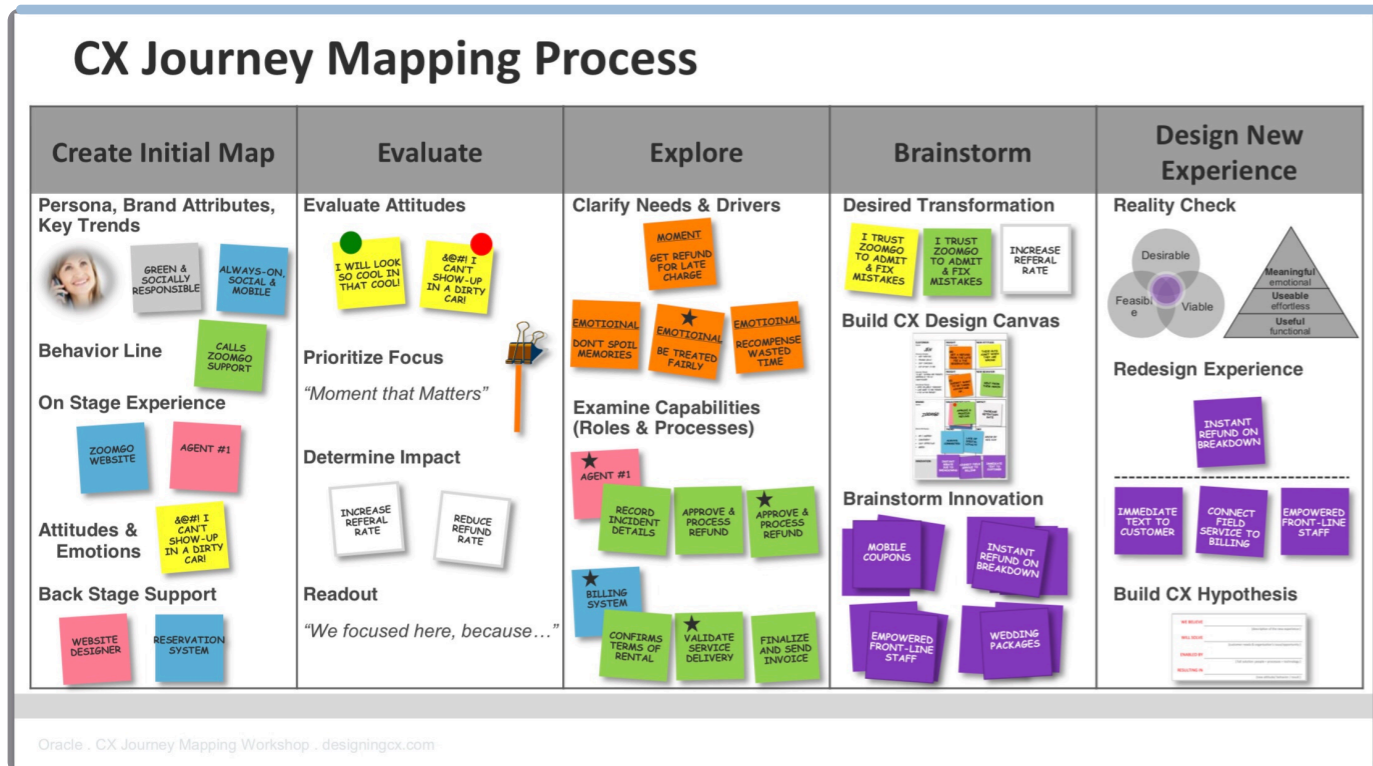 CX Journey Mapping Process
Create Initial Map
Persona, Brand Attributes,
Key Trends
GREEN &
SOCIALLY
RESPONSIBLE
ALWAYS-ON,
SOCIAL &
MOBILE
Behavior Line
CALLS
ZOOMGO
SUPPORT
On Stage Experience
ZOOMGO
WEBSITE
AGENT #1
Attitudes &
Emotions
&@#! I
CAN'T
SHOW-UP
IN A DIRTY
CAR!
Back Stage Support
WEBSITE
DESIGNER
RESERVATION
SYSTEM
Evaluate
Evaluate Attitudes
I WILL LOOK
SO COOL IN
THAT COOL!
&@#! I
CAN'T
SHOW-UP
IN A DIRTY
CAR!
Prioritize Focus
“Moment that Matters”
Determine Impact
INCREASE
REFERAL
RATE
REDUCE
REFUND
RATE
Readout
“We focused here, because…”
Explore
Clarify Needs & Drivers
MOMENT
GET REFUND
FOR LATE
CHARGE
EMOTIOINAL
DON'T SPOIL
MEMORIES
EMOTIOINAL
BE TREATED
FAIRLY
EMOTIOINAL
RECOMPENSE
WASTED
TIME
Examine Capabilities
(Roles & Processes)
AGENT #1
RECORD
INCIDENT
DETAILS
APPROVE &
PROCESS
REFUND
APPROVE &
PROCESS
REFUND
BILLING
SYSTEM
CONFIRMS
TERMS OF
RENTAL
VALIDATE
SERVICE
DELIVERY
FINALIZE
AND SEND
INVOICE
Brainstorm
Desired Transformation
I TRUST
ZOOMGO
TO ADMIT
& FIX
MISTAKES
I TRUST
ZOOMGO
TO ADMIT
& FIX
MISTAKES
INCREASE
REFERAL
RATE
Build CX Design Canvas
Brainstorm Innovation
MOBILE
COUPONS
INSTANT
REFUND ON
BREAKDOWN
EMPOWERED
FRONT-LINE
STAFF
WEDDING
PACKAGES
Design New
Experience
Reality Check
Desirable
Feasibl
e
Viable
Meaningful
emotional
Useable
effortless
Useful
functional
Redesign Experience
INSTANT
REFUND ON
BREAKDOWN
IMMEDIATE
TEXT TO
CUSTOMER
CONNECT
FIELD
SERVICE TO
BILLING
EMPOWERED
FRONT-LINE
STAFF
Build CX Hypothesis
WE BELIEVE
WILL DESIRE
ENABLED BY
RESULTING IN
Oracle . CX Journey Mapping Workshop . designingcx.com